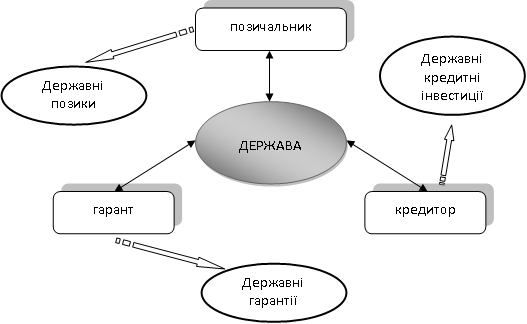 позичальник
Державні
позики
Державні
кредитні
інвестиції
ДЕРЖАВА
гарант
кредитор
Державні
гарантії